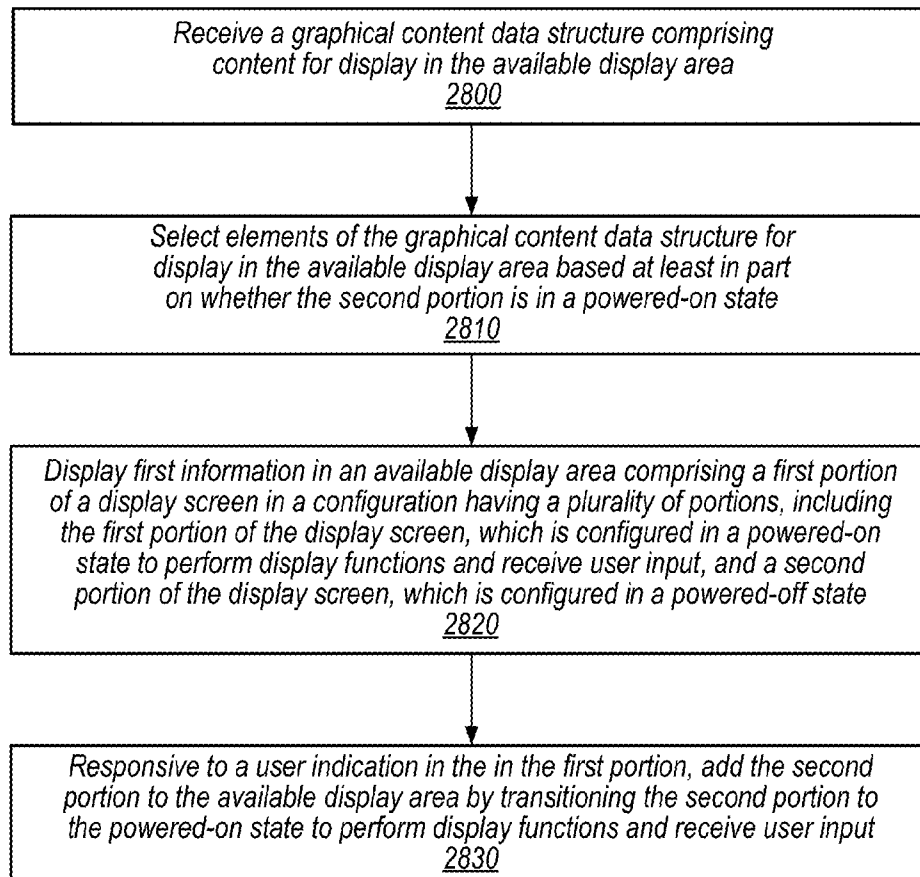 Receive a graphical content data structure comprising
content for display in the available display area
2800
Select elements of the graphical content data structure for
display in the available display area based at least in part
on whether the second portion is in a powered-on state
2810
Display first information in an available display area comprising a first portion
of a display screen in a configuration having a plurality of portions, including
the first portion of the display screen, which is configured in a powered-on
state to perform display functions and receive user input, and a second
portion of the display screen, which is configured in a powered-off state
2820
Responsive to a user indication in the in the first portion, add the second
portion to the available display area by transitioning the second portion to
the powered-on state to perform display functions and receive user input
2830